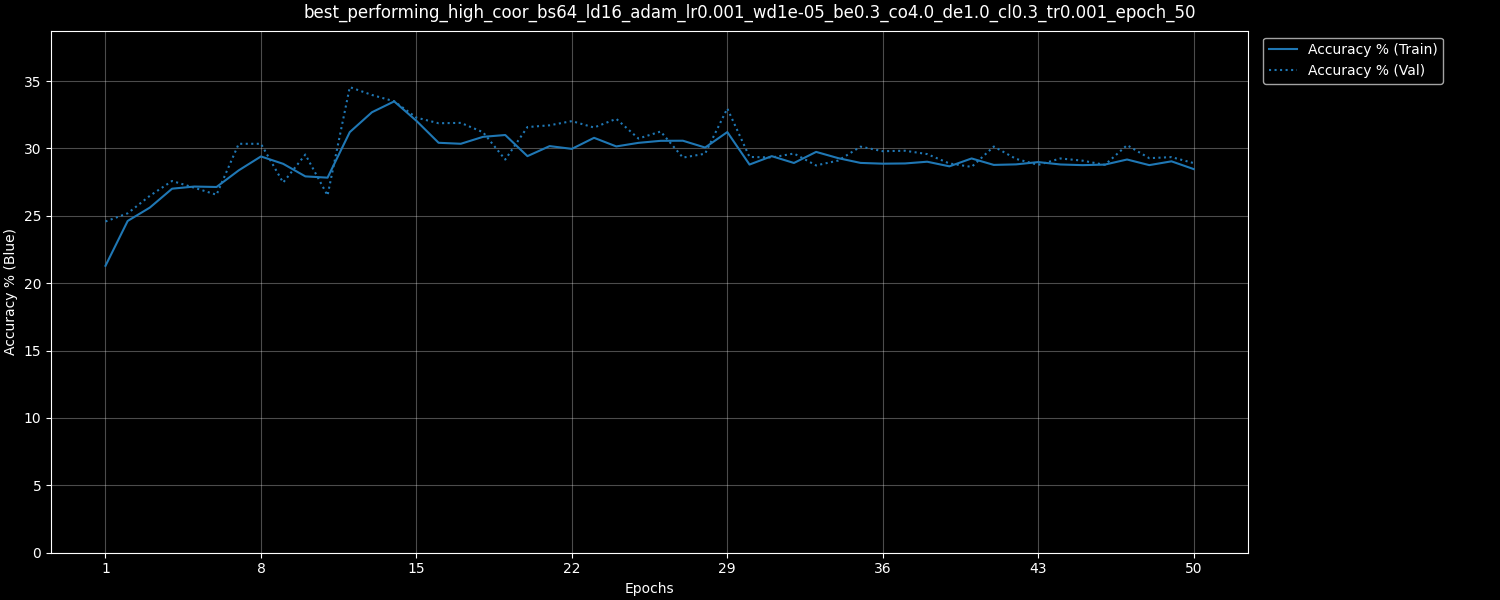 best_performing_high_coor_bs64_ld16_adam_lr0.001_wd1e-05_be0.3_co4.0_de1.0_cl0.3_tr0.001_epoch_50
Accuracy % (Train)
Accuracy % (Val)
Accuracy % (Blue)
35
30
25
20
15
10
5
0
1 8 15 22 29 36 43 50
Epochs